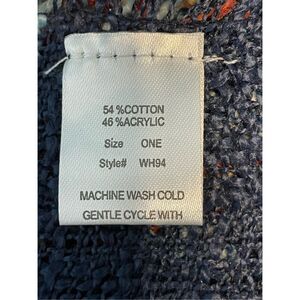 54 %COTTON
46 %ACRYLIC
Size ONE
Style# WH94
MACHINE WASH COLD
GENTLE CYCLE WITH